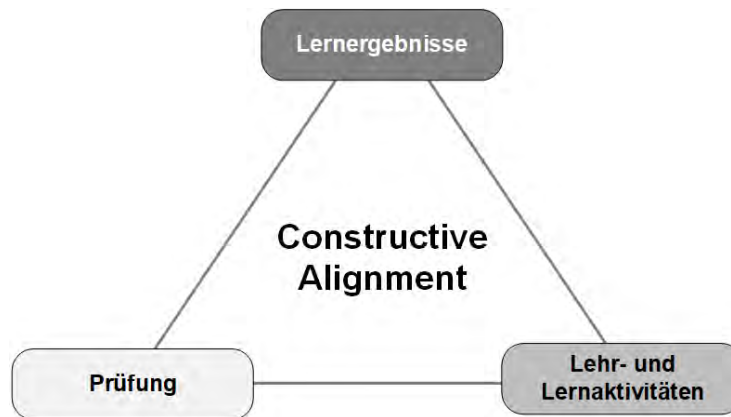 Lernergebnisse
Constructive
Alignment
Prüfung
Lehr- und
Lernaktivitäten